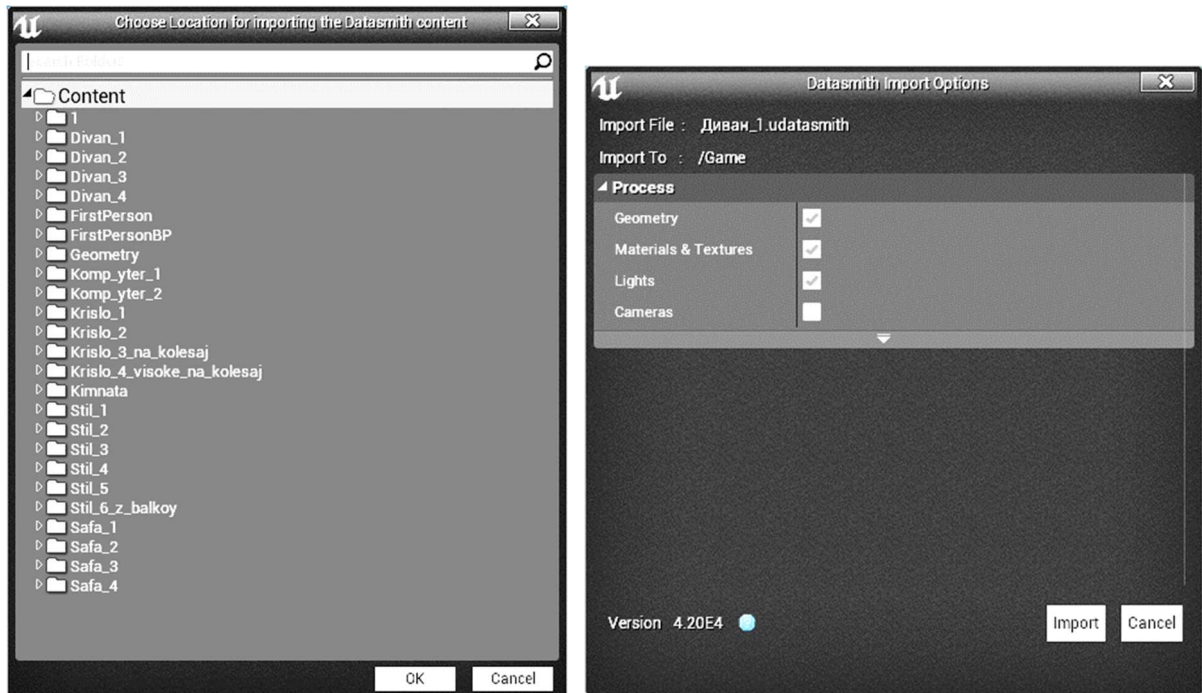 Choose Location for importing the Datasmith content
Search Folders
Content
1
Divan_1
Divan_2
Divan_3
Divan_4
FirstPerson
FirstPersonBP
Geometry
Komp_yter_1
Komp_yter_2
Krislo_1
Krislo_2
Krislo_3_na_kolesaj
Krislo_4_visoke_na_kolesaj
Kimnata
Stil_1
Stil_2
Stil_3
Stil_4
Stil_5
Stil_6_z_balkoy
Safa_1
Safa_2
Safa_3
Safa_4
OK Cancel
Datasmith Import Options
Import File : Диван_1.udatasmith
Import To : /Game
Process
Geometry
Materials & Textures
Lights
Cameras
Version 4.20E4
Import Cancel